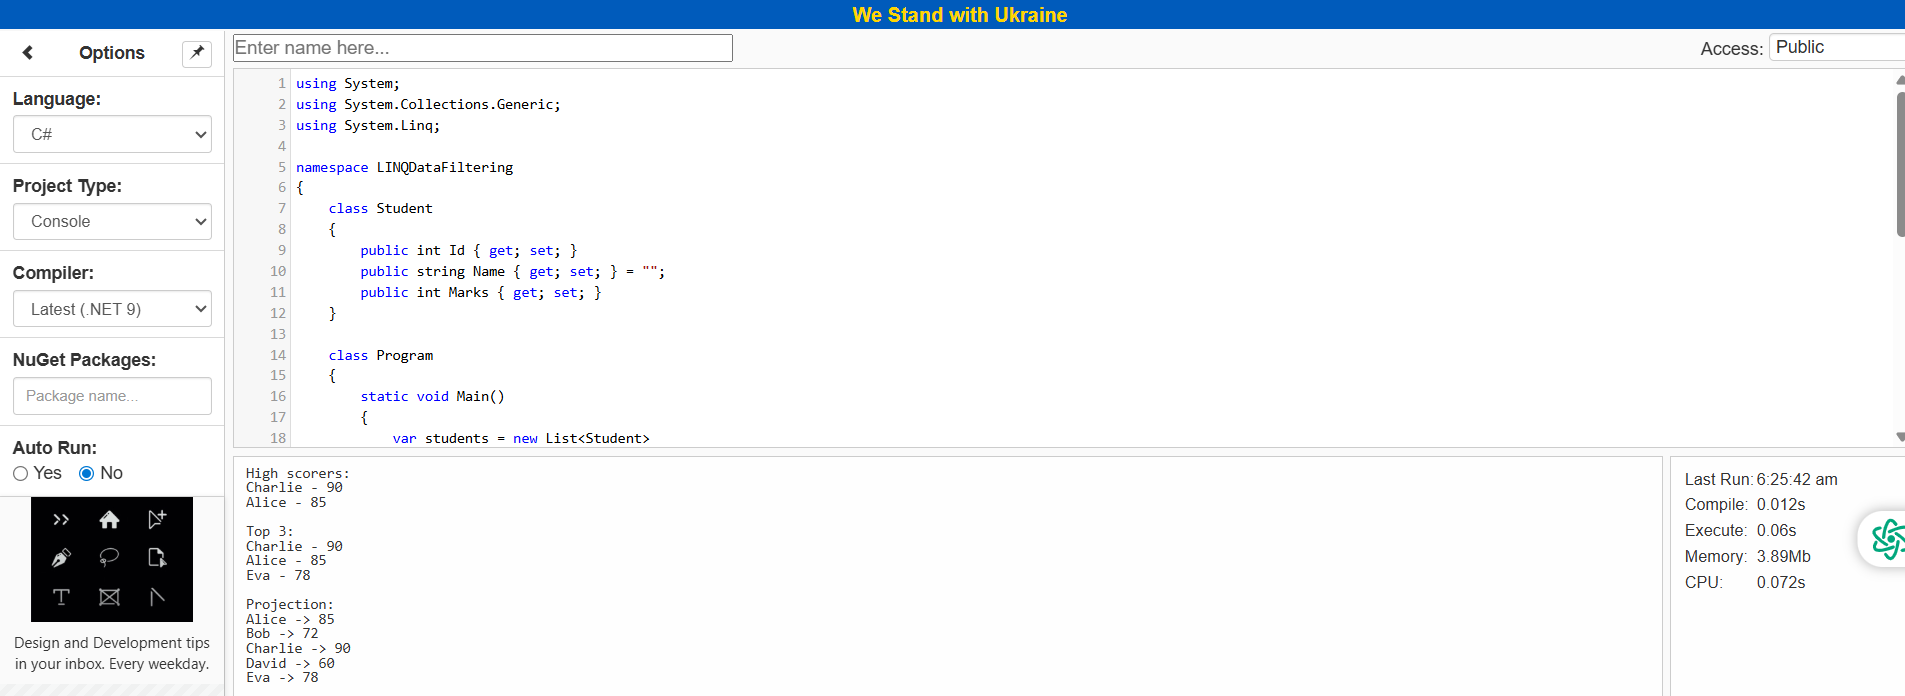 We Stand with Ukraine
Options
Enter name here...
Access: Public
Language:
C#
Project Type:
Console
Compiler:
Latest (.NET 9)
NuGet Packages:
Package name...
Auto Run:
Yes No
Design and Development tips
in your inbox. Every weekday.
1 using System;
2 using System.Collections.Generic;
3 using System.Linq;
4
5 namespace LINQDataFiltering
6 {
7     class Student
8     {
9         public int Id { get; set; }
10         public string Name { get; set; } = "";
11         public int Marks { get; set; }
12     }
13
14     class Program
15     {
16         static void Main()
17         {
18             var students = new List<Student>
High scorers:
Charlie - 90
Alice - 85

Top 3:
Charlie - 90
Alice - 85
Eva - 78

Projection:
Alice -> 85
Bob -> 72
Charlie -> 90
David -> 60
Eva -> 78
Last Run: 6:25:42 am
Compile: 0.012s
Execute: 0.06s
Memory: 3.89Mb
CPU: 0.072s